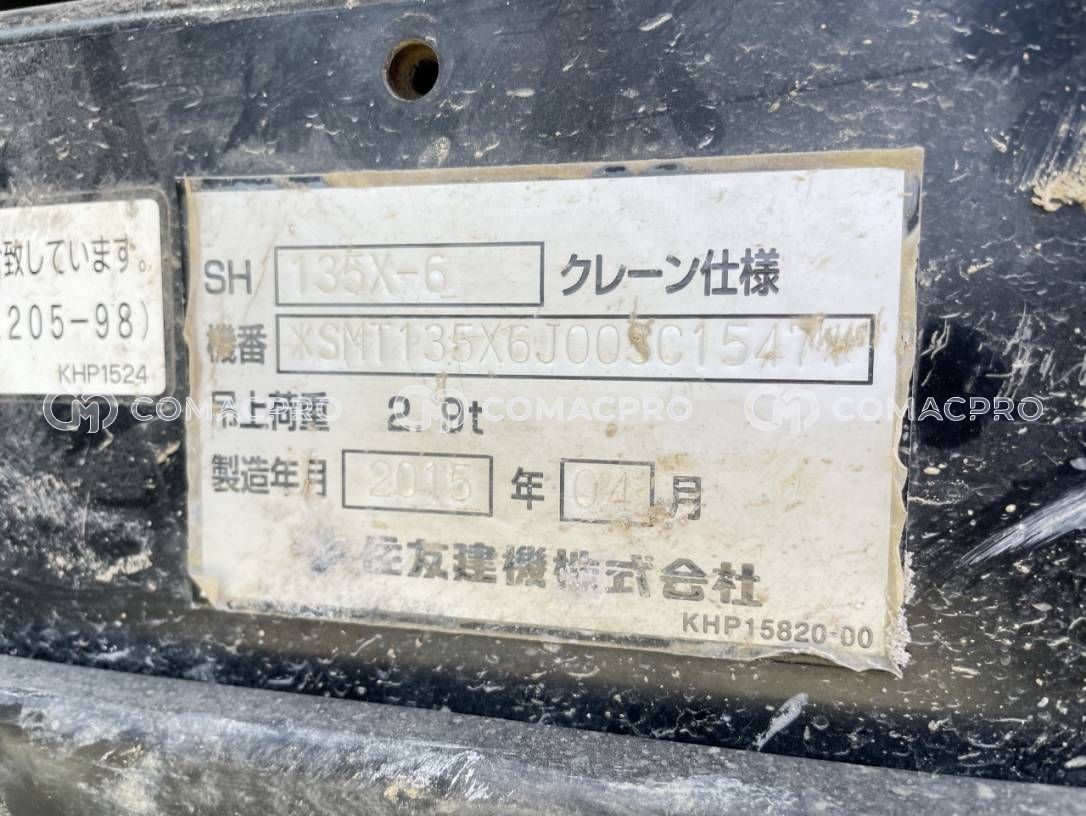 致しています。
205-98)
KHP1524
SH 135X-6 クレーン仕様
機番 *SMT135X6J00SC1547*
吊上荷重 2.9t
製造年月 2015 年 04 月
住友建機株式会社
KHP15820-00
COMACPRO COMACPRO COMACPRO